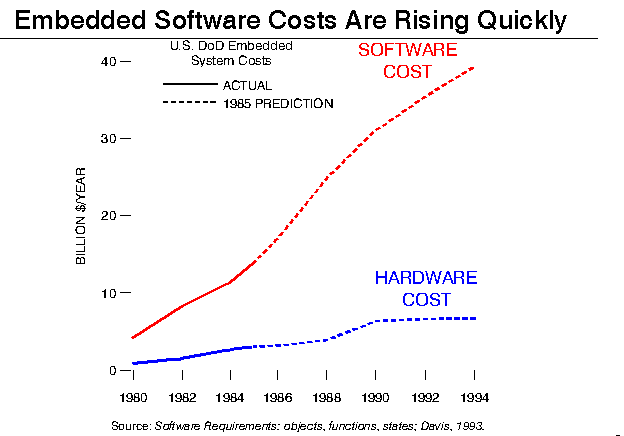 Embedded Software Costs Are Rising Quickly
U.S. DoD Embedded
System Costs
ACTUAL
1985 PREDICTION
SOFTWARE
COST
HARDWARE
COST
BILLION $/YEAR
40
30
20
10
0
1980 1982 1984 1986 1988 1990 1992 1994
Source: Software Requirements: objects, functions, states; Davis, 1993.